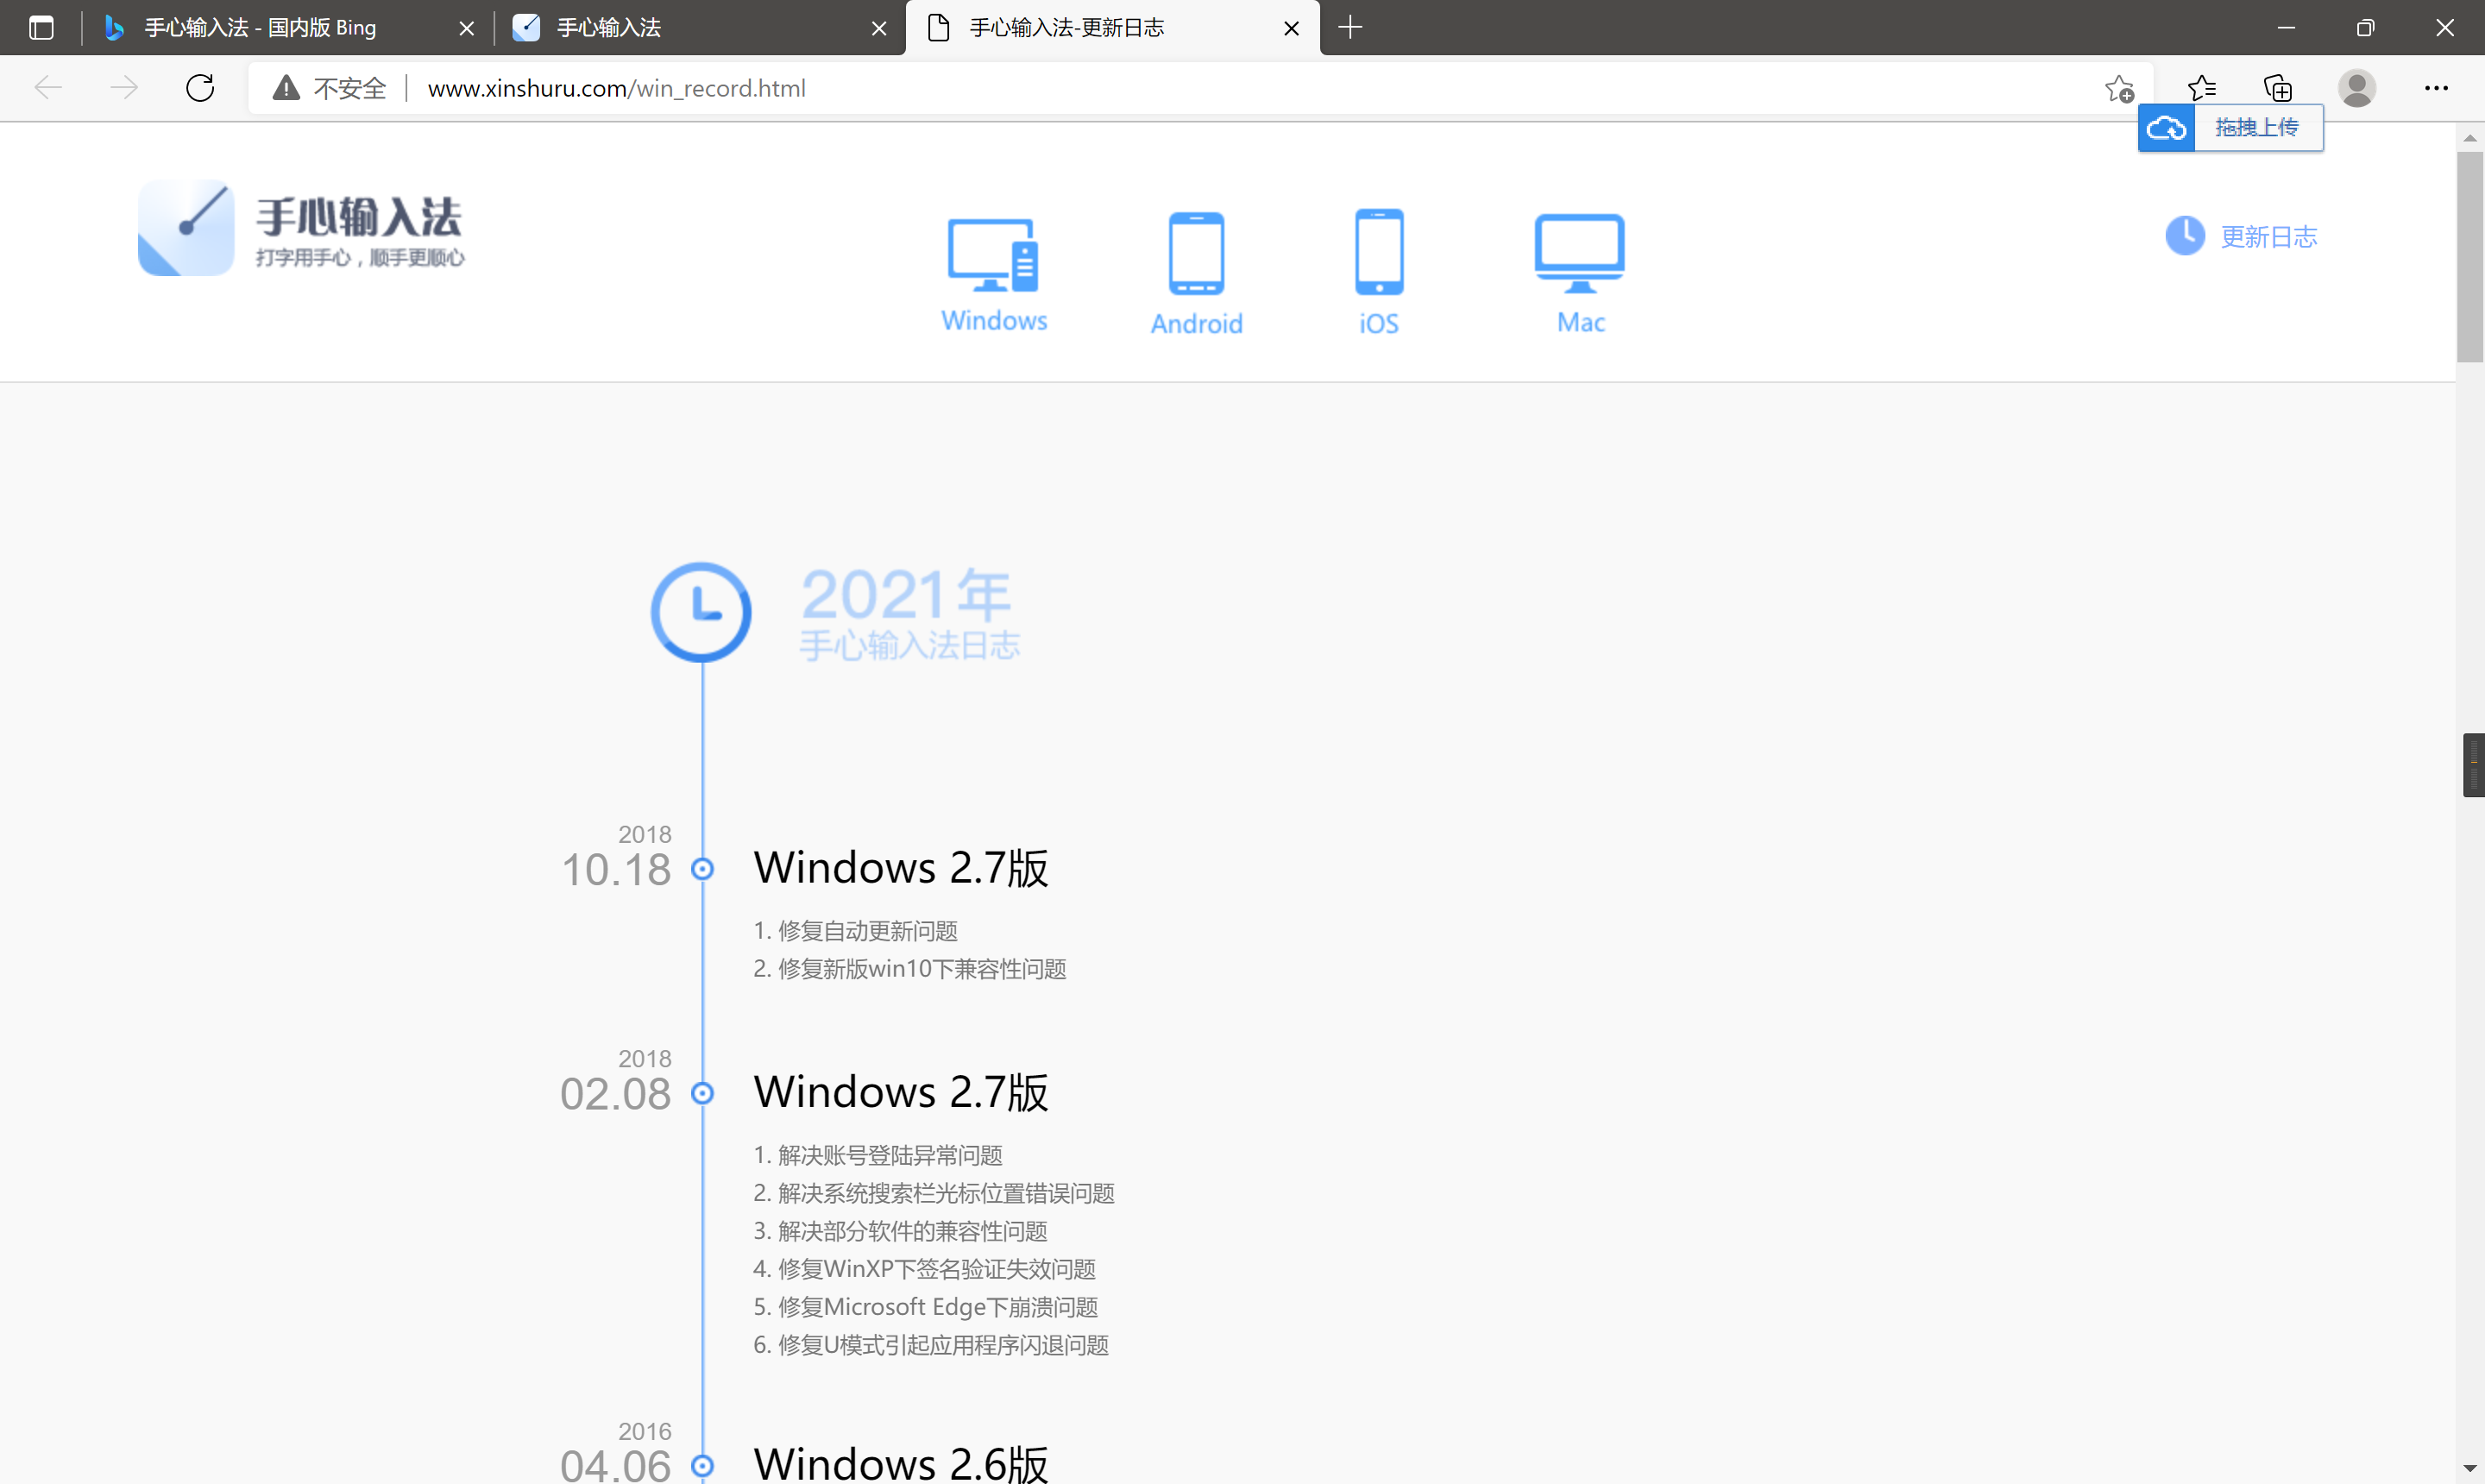 手心输入法 - 国内版 Bing
手心输入法
手心输入法-更新日志
不安全
www.xinshuru.com/win_record.html
拖拽上传
手心输入法
打字用手心，顺手更顺心
Windows
Android
iOS
Mac
更新日志
2021年
手心输入法日志
2018
10.18
Windows 2.7版
1. 修复自动更新问题
2. 修复新版win10下兼容性问题
2018
02.08
Windows 2.7版
1. 解决账号登陆异常问题
2. 解决系统搜索栏光标位置错误问题
3. 解决部分软件的兼容性问题
4. 修复WinXP下签名验证失效问题
5. 修复Microsoft Edge下崩溃问题
6. 修复U模式引起应用程序闪退问题
2016
04.06
Windows 2.6版